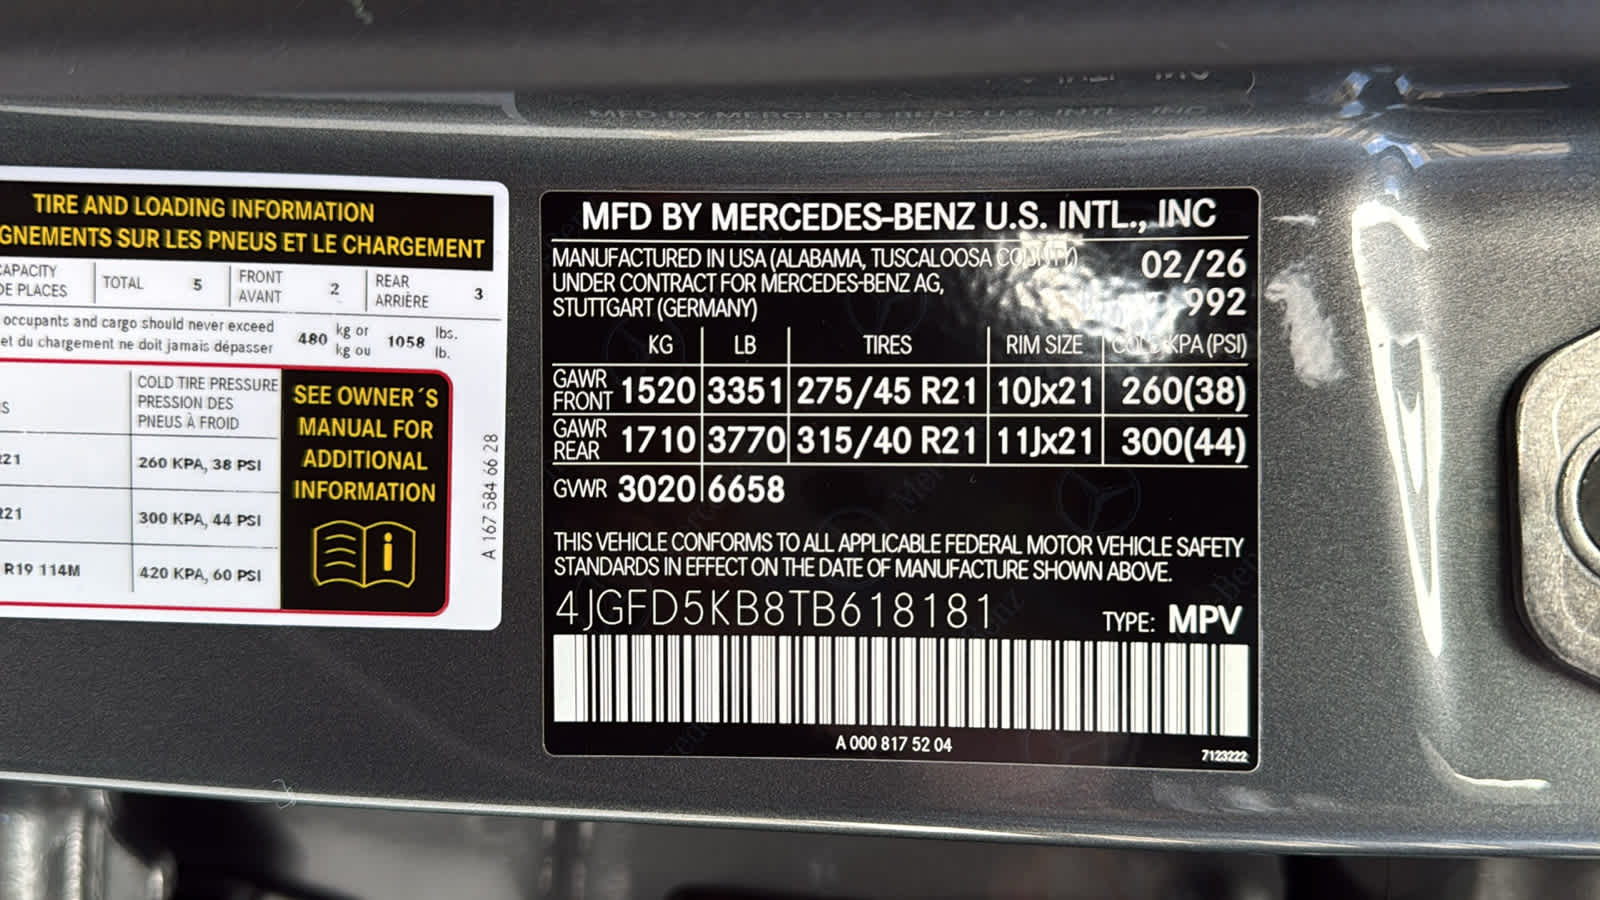 TIRE AND LOADING INFORMATION
GNEMENTS SUR LES PNEUS ET LE CHARGEMENT
CAPACITY
DE PLACES
TOTAL 5
FRONT
AVANT 2
REAR
ARRIÈRE 3
occupants and cargo should never exceed
et du chargement ne doit jamais dépasser
480 kg or
kg ou
1058 lbs.
lb.
COLD TIRE PRESSURE
PRESSION DES
PNEUS À FROID
R21 260 KPA, 38 PSI
R21 300 KPA, 44 PSI
R19 114M 420 KPA, 60 PSI
SEE OWNER´S
MANUAL FOR
ADDITIONAL
INFORMATION
A 167 584 66 28
MFD BY MERCEDES-BENZ U.S. INTL., INC
MANUFACTURED IN USA (ALABAMA, TUSCALOOSA COUNTY)
UNDER CONTRACT FOR MERCEDES-BENZ AG,
STUTTGART (GERMANY)
02/26
992
KG LB TIRES RIM SIZE COLD KPA (PSI)
GAWR FRONT 1520 3351 275/45 R21 10Jx21 260(38)
GAWR REAR 1710 3770 315/40 R21 11Jx21 300(44)
GVWR 3020 6658
THIS VEHICLE CONFORMS TO ALL APPLICABLE FEDERAL MOTOR VEHICLE SAFETY
STANDARDS IN EFFECT ON THE DATE OF MANUFACTURE SHOWN ABOVE.
4JGFD5KB8TB618181 TYPE: MPV
A 000 817 52 04
7123222